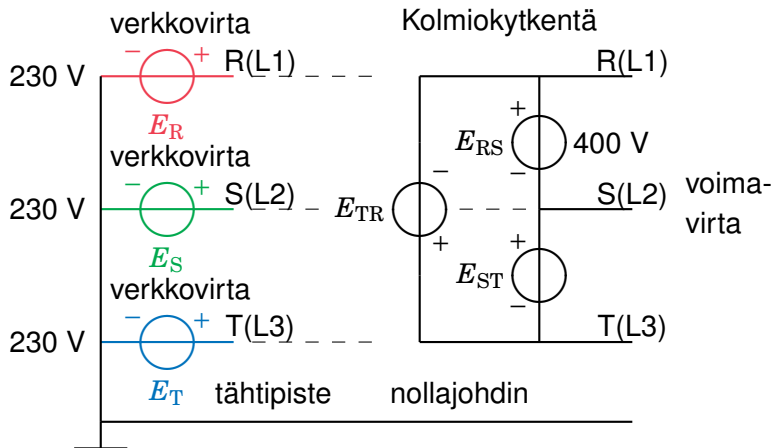 verkkovirta Kolmiokytkentä
230 V − + R(L1) R(L1)
E_R
+ E_RS 400 V −
verkkovirta
230 V − + S(L2) − E_TR + S(L2) voima-
virta
E_S
+ E_ST −
verkkovirta
230 V − + T(L3) T(L3)
E_T tähtipiste nollajohdin